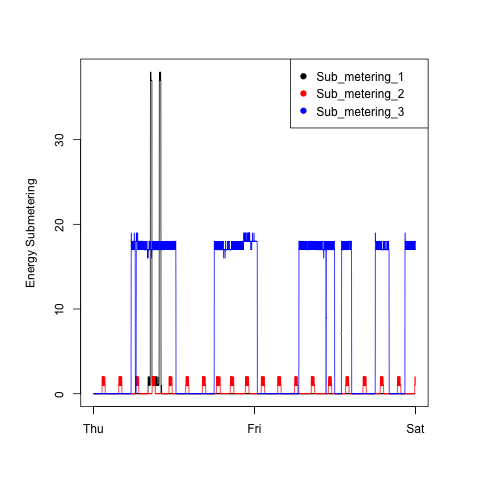 Sub_metering_1
Sub_metering_2
Sub_metering_3
Energy Submetering
30
20
10
0
Thu Fri Sat